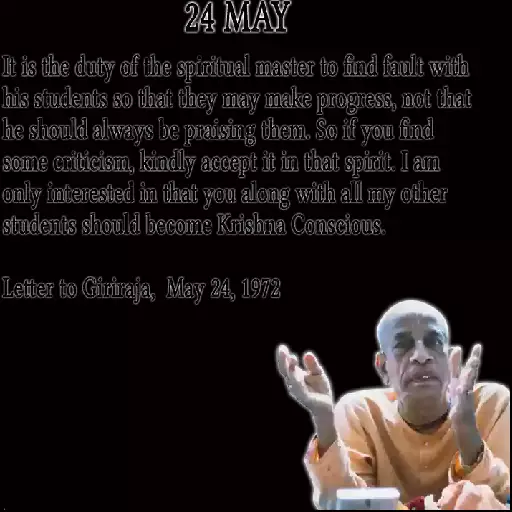 24 MAY
It is the duty of the spiritual master to find fault with
his students so that they may make progress, not that
he should always be praising them. So if you find
some criticism, kindly accept it in that spirit. I am
only interested in that you along with all my other
students should become Krishna Conscious.
Letter to Giriraja, May 24, 1972